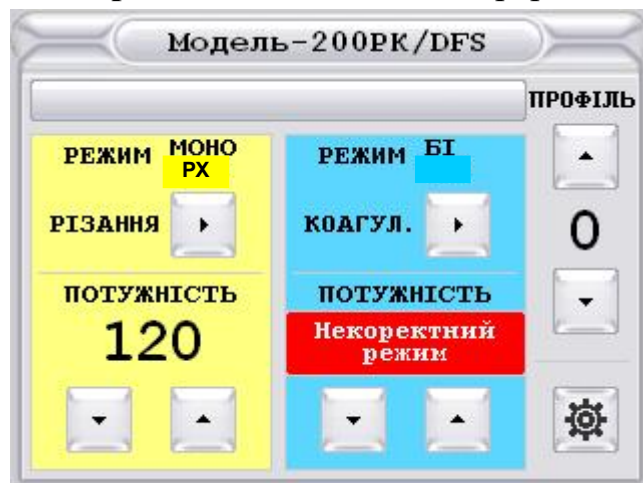 Модель-200РК/DFS
ПРОФІЛЬ
РЕЖИМ МОНО
РХ
РІЗАННЯ
ПОТУЖНІСТЬ
120
РЕЖИМ БІ
КОАГУЛ.
ПОТУЖНІСТЬ
Некоректний
режим
0